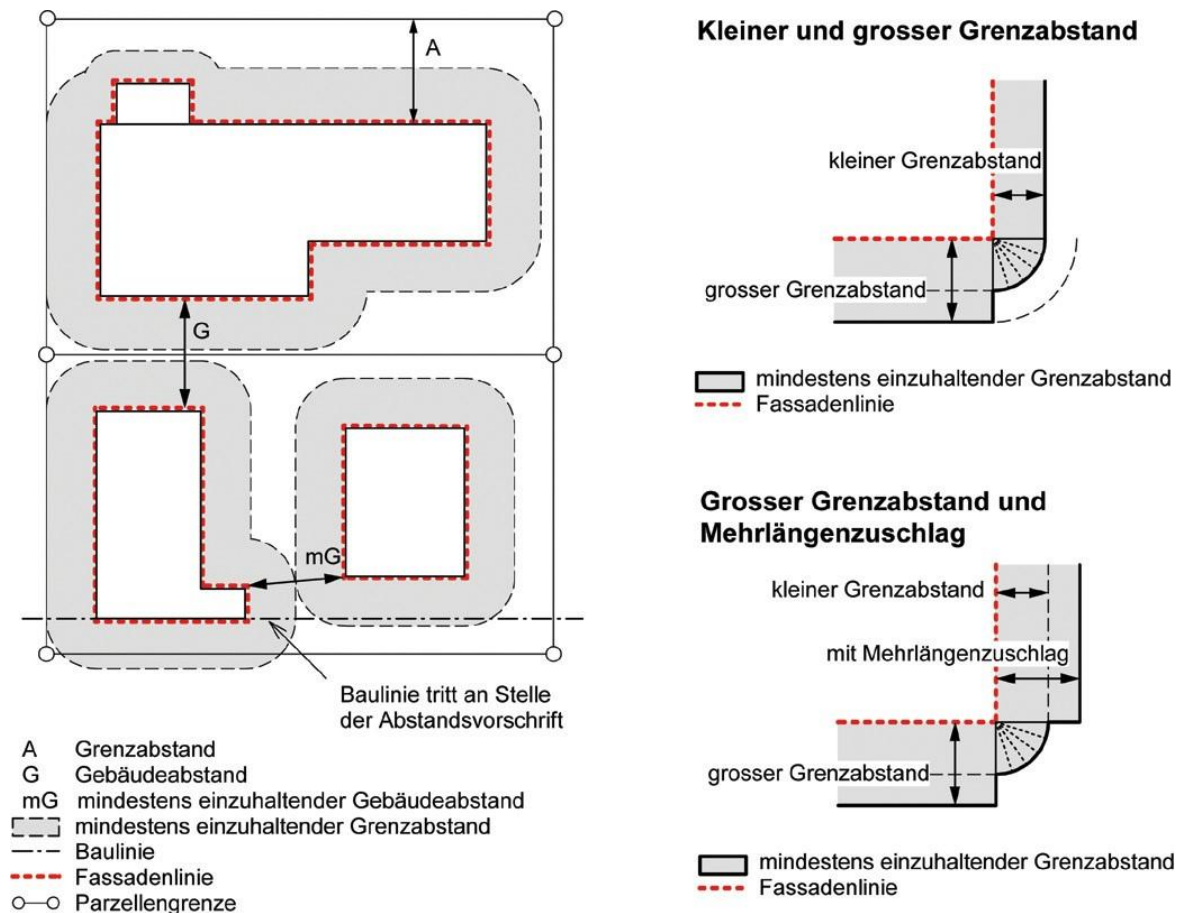 A
G
mG
Baulinie tritt an Stelle
der Abstandsvorschrift
A Grenzabstand
G Gebäudeabstand
mG mindestens einzuhaltender Gebäudeabstand
mindestens einzuhaltender Grenzabstand
Baulinie
Fassadenlinie
Parzellengrenze
Kleiner und grosser Grenzabstand
kleiner Grenzabstand
grosser Grenzabstand
mindestens einzuhaltender Grenzabstand
Fassadenlinie
Grosser Grenzabstand und
Mehrlängenzuschlag
kleiner Grenzabstand
mit Mehrlängenzuschlag
grosser Grenzabstand
mindestens einzuhaltender Grenzabstand
Fassadenlinie